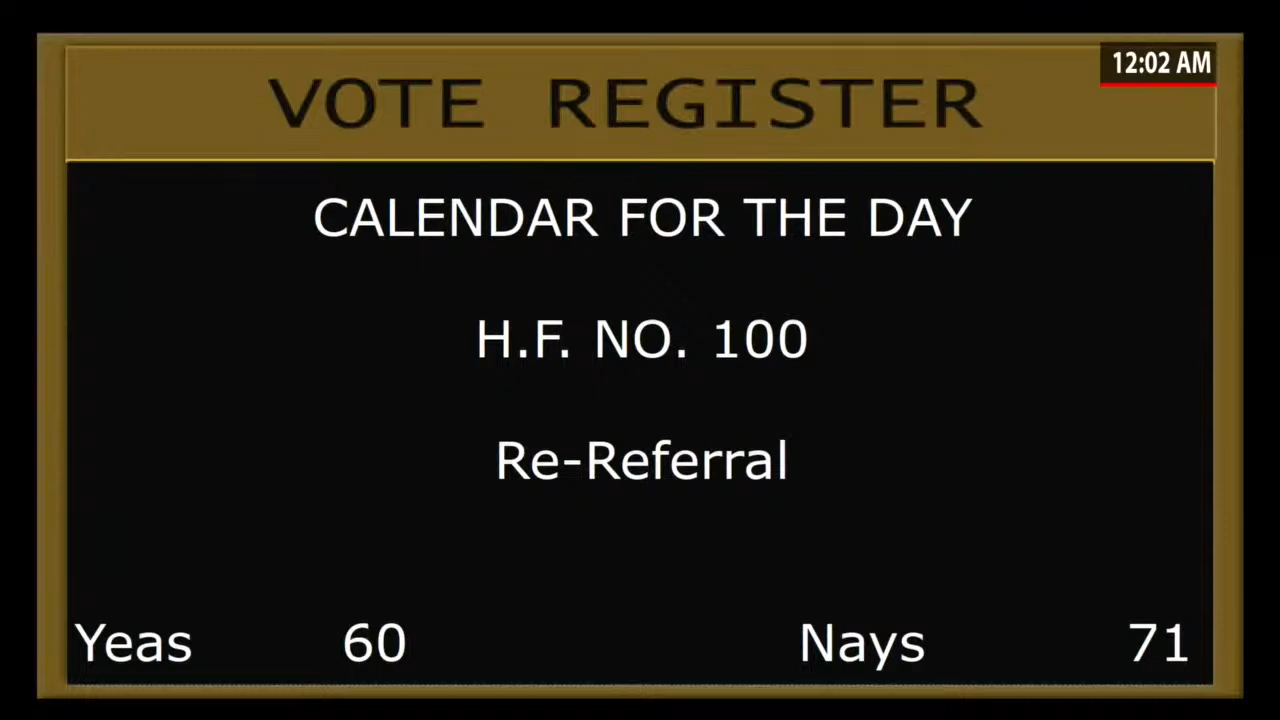 12:02 AM
VOTE REGISTER
CALENDAR FOR THE DAY
H.F. NO. 100
Re-Referral
Yeas 60 Nays 71